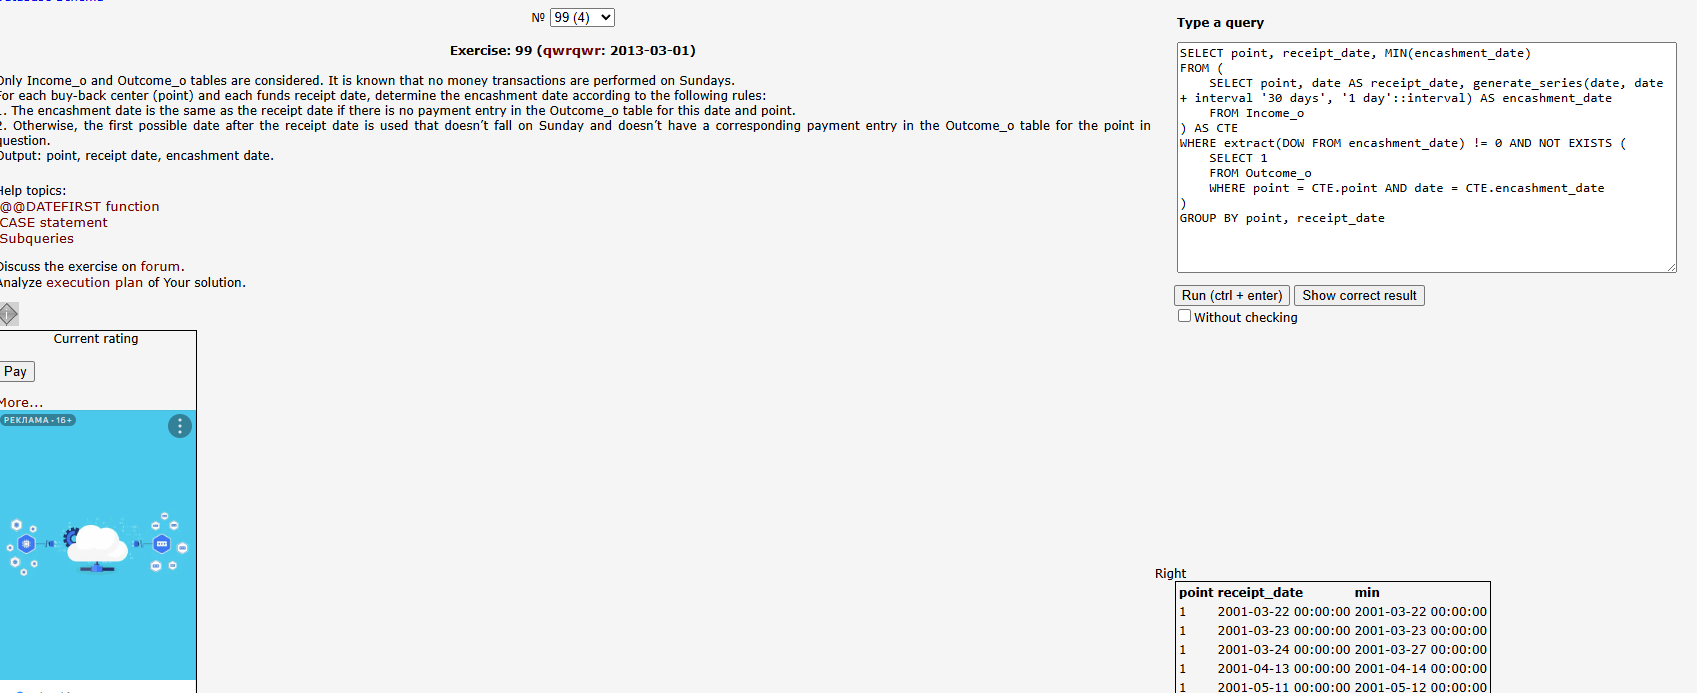 № 99 (4)
Exercise: 99 (qwrqwr: 2013-03-01)
Only Income_o and Outcome_o tables are considered. It is known that no money transactions are performed on Sundays.
For each buy-back center (point) and each funds receipt date, determine the encashment date according to the following rules:
1. The encashment date is the same as the receipt date if there is no payment entry in the Outcome_o table for this date and point.
2. Otherwise, the first possible date after the receipt date is used that doesn’t fall on Sunday and doesn’t have a corresponding payment entry in the Outcome_o table for the point in
question.
Output: point, receipt date, encashment date.
Help topics:
@@DATEFIRST function
CASE statement
Subqueries
Discuss the exercise on forum.
Analyze execution plan of Your solution.
Current rating
Pay
More...
РЕКЛАМА • 16+
Type a query
SELECT point, receipt_date, MIN(encashment_date)
FROM (
SELECT point, date AS receipt_date, generate_series(date, date
+ interval '30 days', '1 day'::interval) AS encashment_date
FROM Income_o
) AS CTE
WHERE extract(DOW FROM encashment_date) != 0 AND NOT EXISTS (
SELECT 1
FROM Outcome_o
WHERE point = CTE.point AND date = CTE.encashment_date
)
GROUP BY point, receipt_date
Run (ctrl + enter) Show correct result
Without checking
Right
point receipt_date min
1 2001-03-22 00:00:00 2001-03-22 00:00:00
1 2001-03-23 00:00:00 2001-03-23 00:00:00
1 2001-03-24 00:00:00 2001-03-27 00:00:00
1 2001-04-13 00:00:00 2001-04-14 00:00:00
1 2001-05-11 00:00:00 2001-05-12 00:00:00